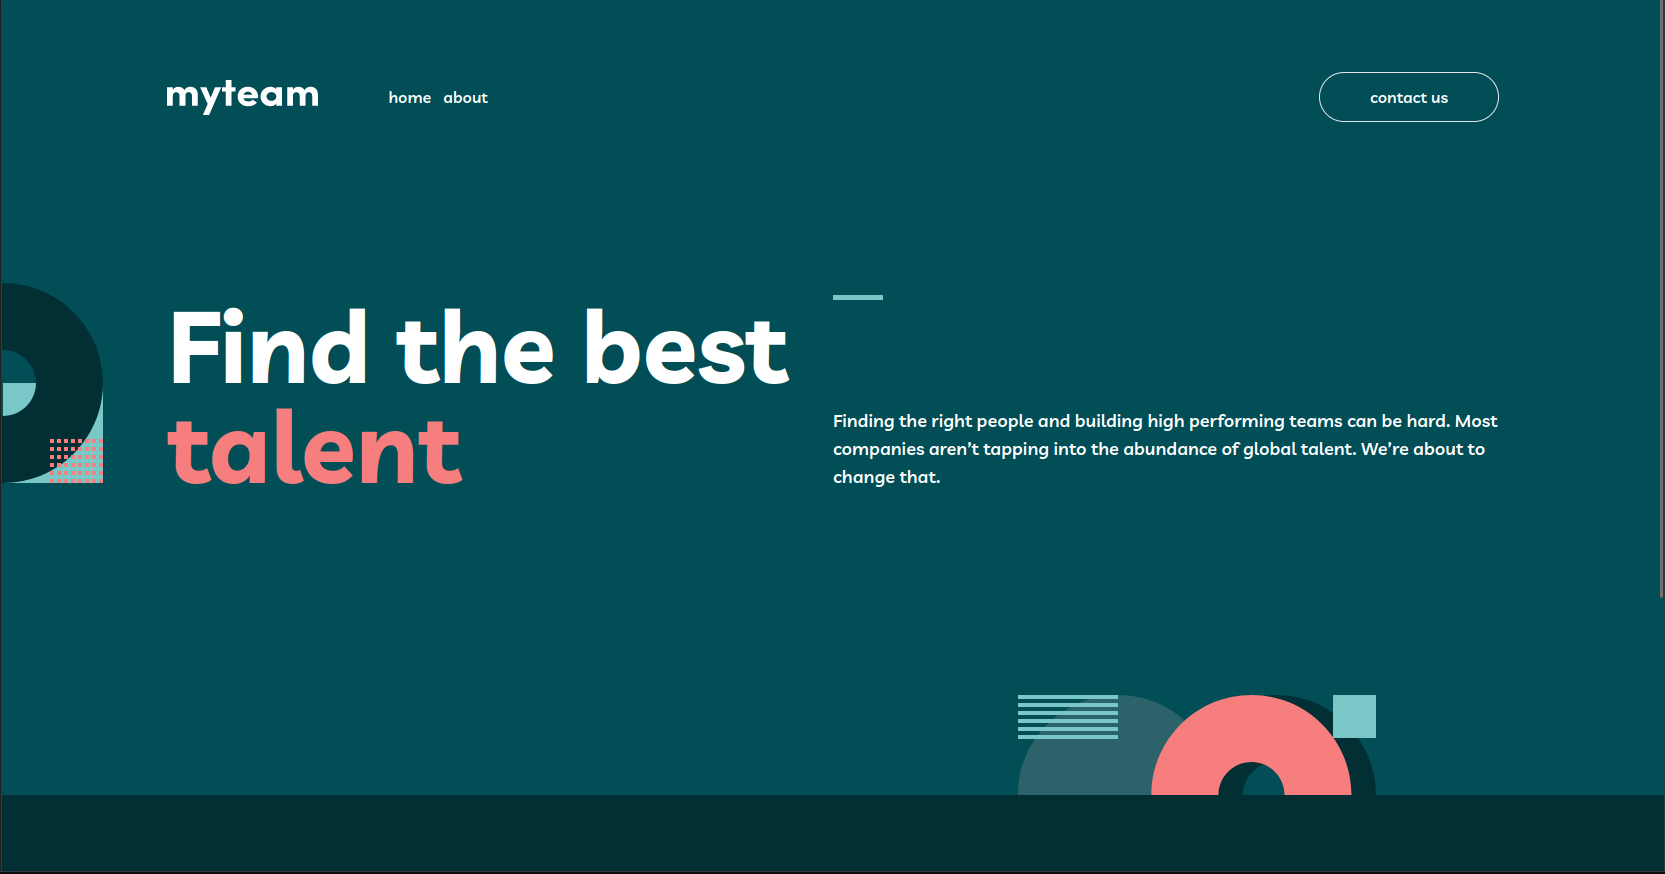 myteam
home about
contact us
Find the best
talent
Finding the right people and building high performing teams can be hard. Most
companies aren’t tapping into the abundance of global talent. We’re about to
change that.